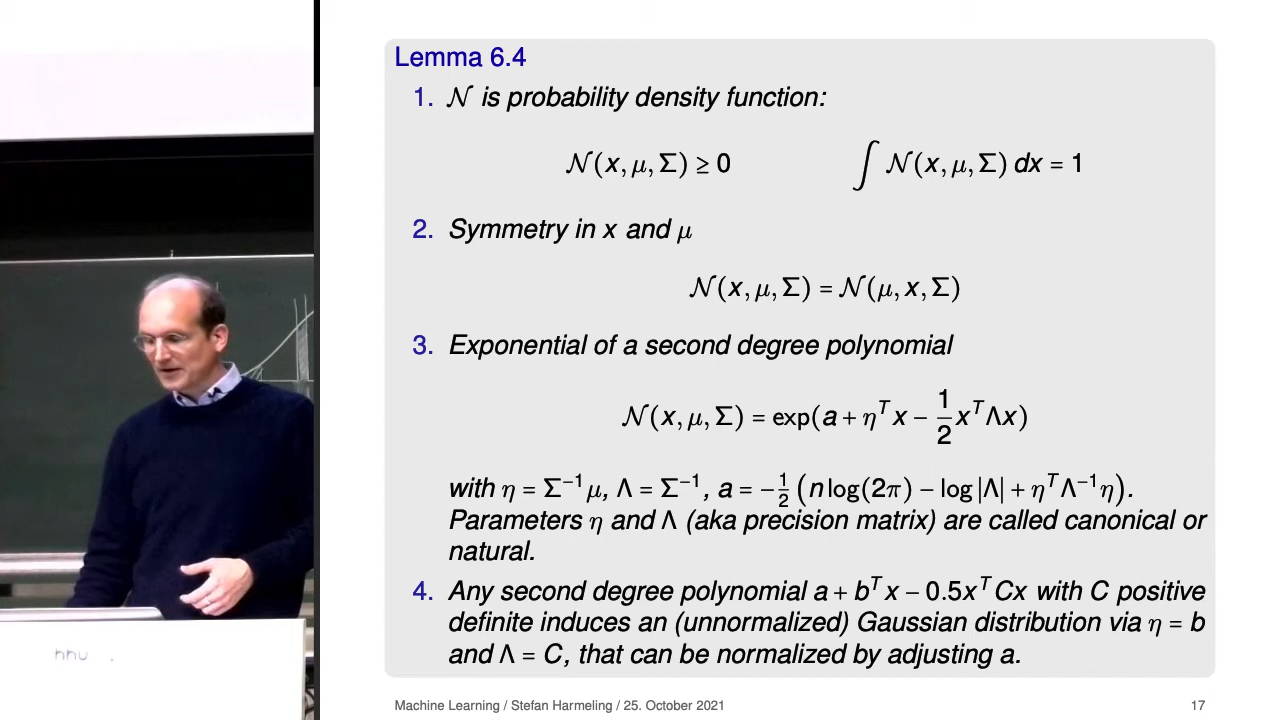 Lemma 6.4
1. 𝒩 is probability density function:
𝒩(x, μ, Σ) ≥ 0    ∫ 𝒩(x, μ, Σ) dx = 1
2. Symmetry in x and μ
𝒩(x, μ, Σ) = 𝒩(μ, x, Σ)
3. Exponential of a second degree polynomial
𝒩(x, μ, Σ) = exp(a + η^T x − 1/2 x^T Λx)
with η = Σ⁻¹μ, Λ = Σ⁻¹, a = −½ (n log(2π) − log |Λ| + η^T Λ⁻¹η).
Parameters η and Λ (aka precision matrix) are called canonical or
natural.
4. Any second degree polynomial a + b^T x − 0.5x^T Cx with C positive
definite induces an (unnormalized) Gaussian distribution via η = b
and Λ = C, that can be normalized by adjusting a.
Machine Learning / Stefan Harmeling / 25. October 2021    17
hhu